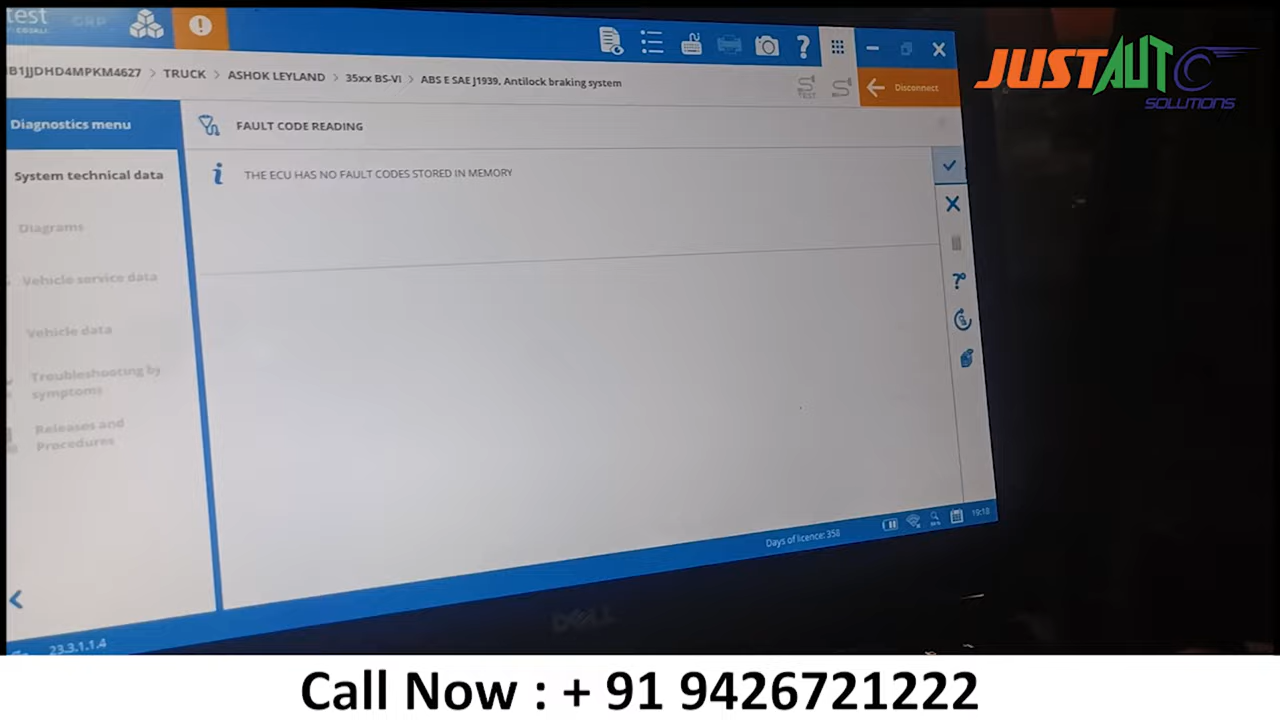 test
GRP
B1JJDHD4MPKM4627 > TRUCK > ASHOK LEYLAND > 35xx BS-VI > ABS E SAE J1939, Antilock braking system
TEST
Disconnect
JUSTAUTO
SOLUTIONS
Diagnostics menu
FAULT CODE READING
System technical data
THE ECU HAS NO FAULT CODES STORED IN MEMORY
Diagrams
Vehicle service data
Vehicle data
Troubleshooting by
symptoms
Releases and
Procedures
Days of licence: 358
19:18
23.3.1.1.4
DELL
Call Now : + 91 9426721222